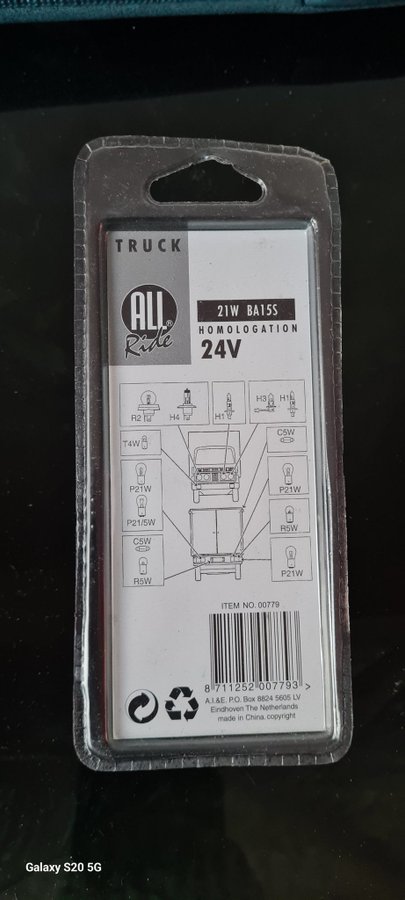 TRUCK
ALL®
Ride
21W BA15S
HOMOLOGATION
24V
R2 H4 H1 H3 H1
T4W C5W
P21W P21W
P21/5W R5W
C5W
R5W P21W
ITEM NO. 00779
8 711252 007793 >
A.I.&E. P.O. Box 8824 5605 LV
Eindhoven The Netherlands
made in China. copyright
Galaxy S20 5G